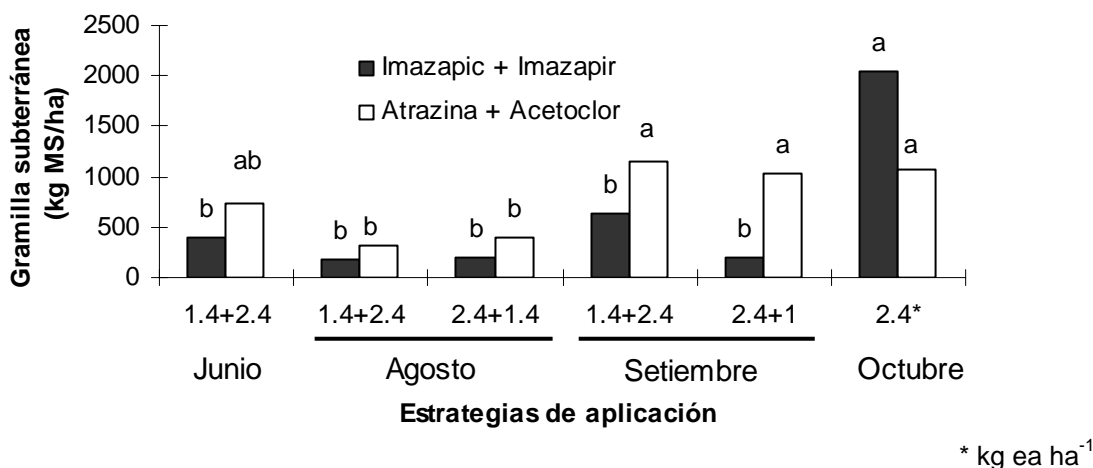 Gramilla subterránea
(kg MS/ha)
2500
2000
1500
1000
500
0
Imazapic + Imazapir
Atrazina + Acetoclor
b ab b b b b b a b a a a
1.4+2.4 1.4+2.4 2.4+1.4 1.4+2.4 2.4+1 2.4*
Junio Agosto Setiembre Octubre
Estrategias de aplicación
* kg ea ha⁻¹